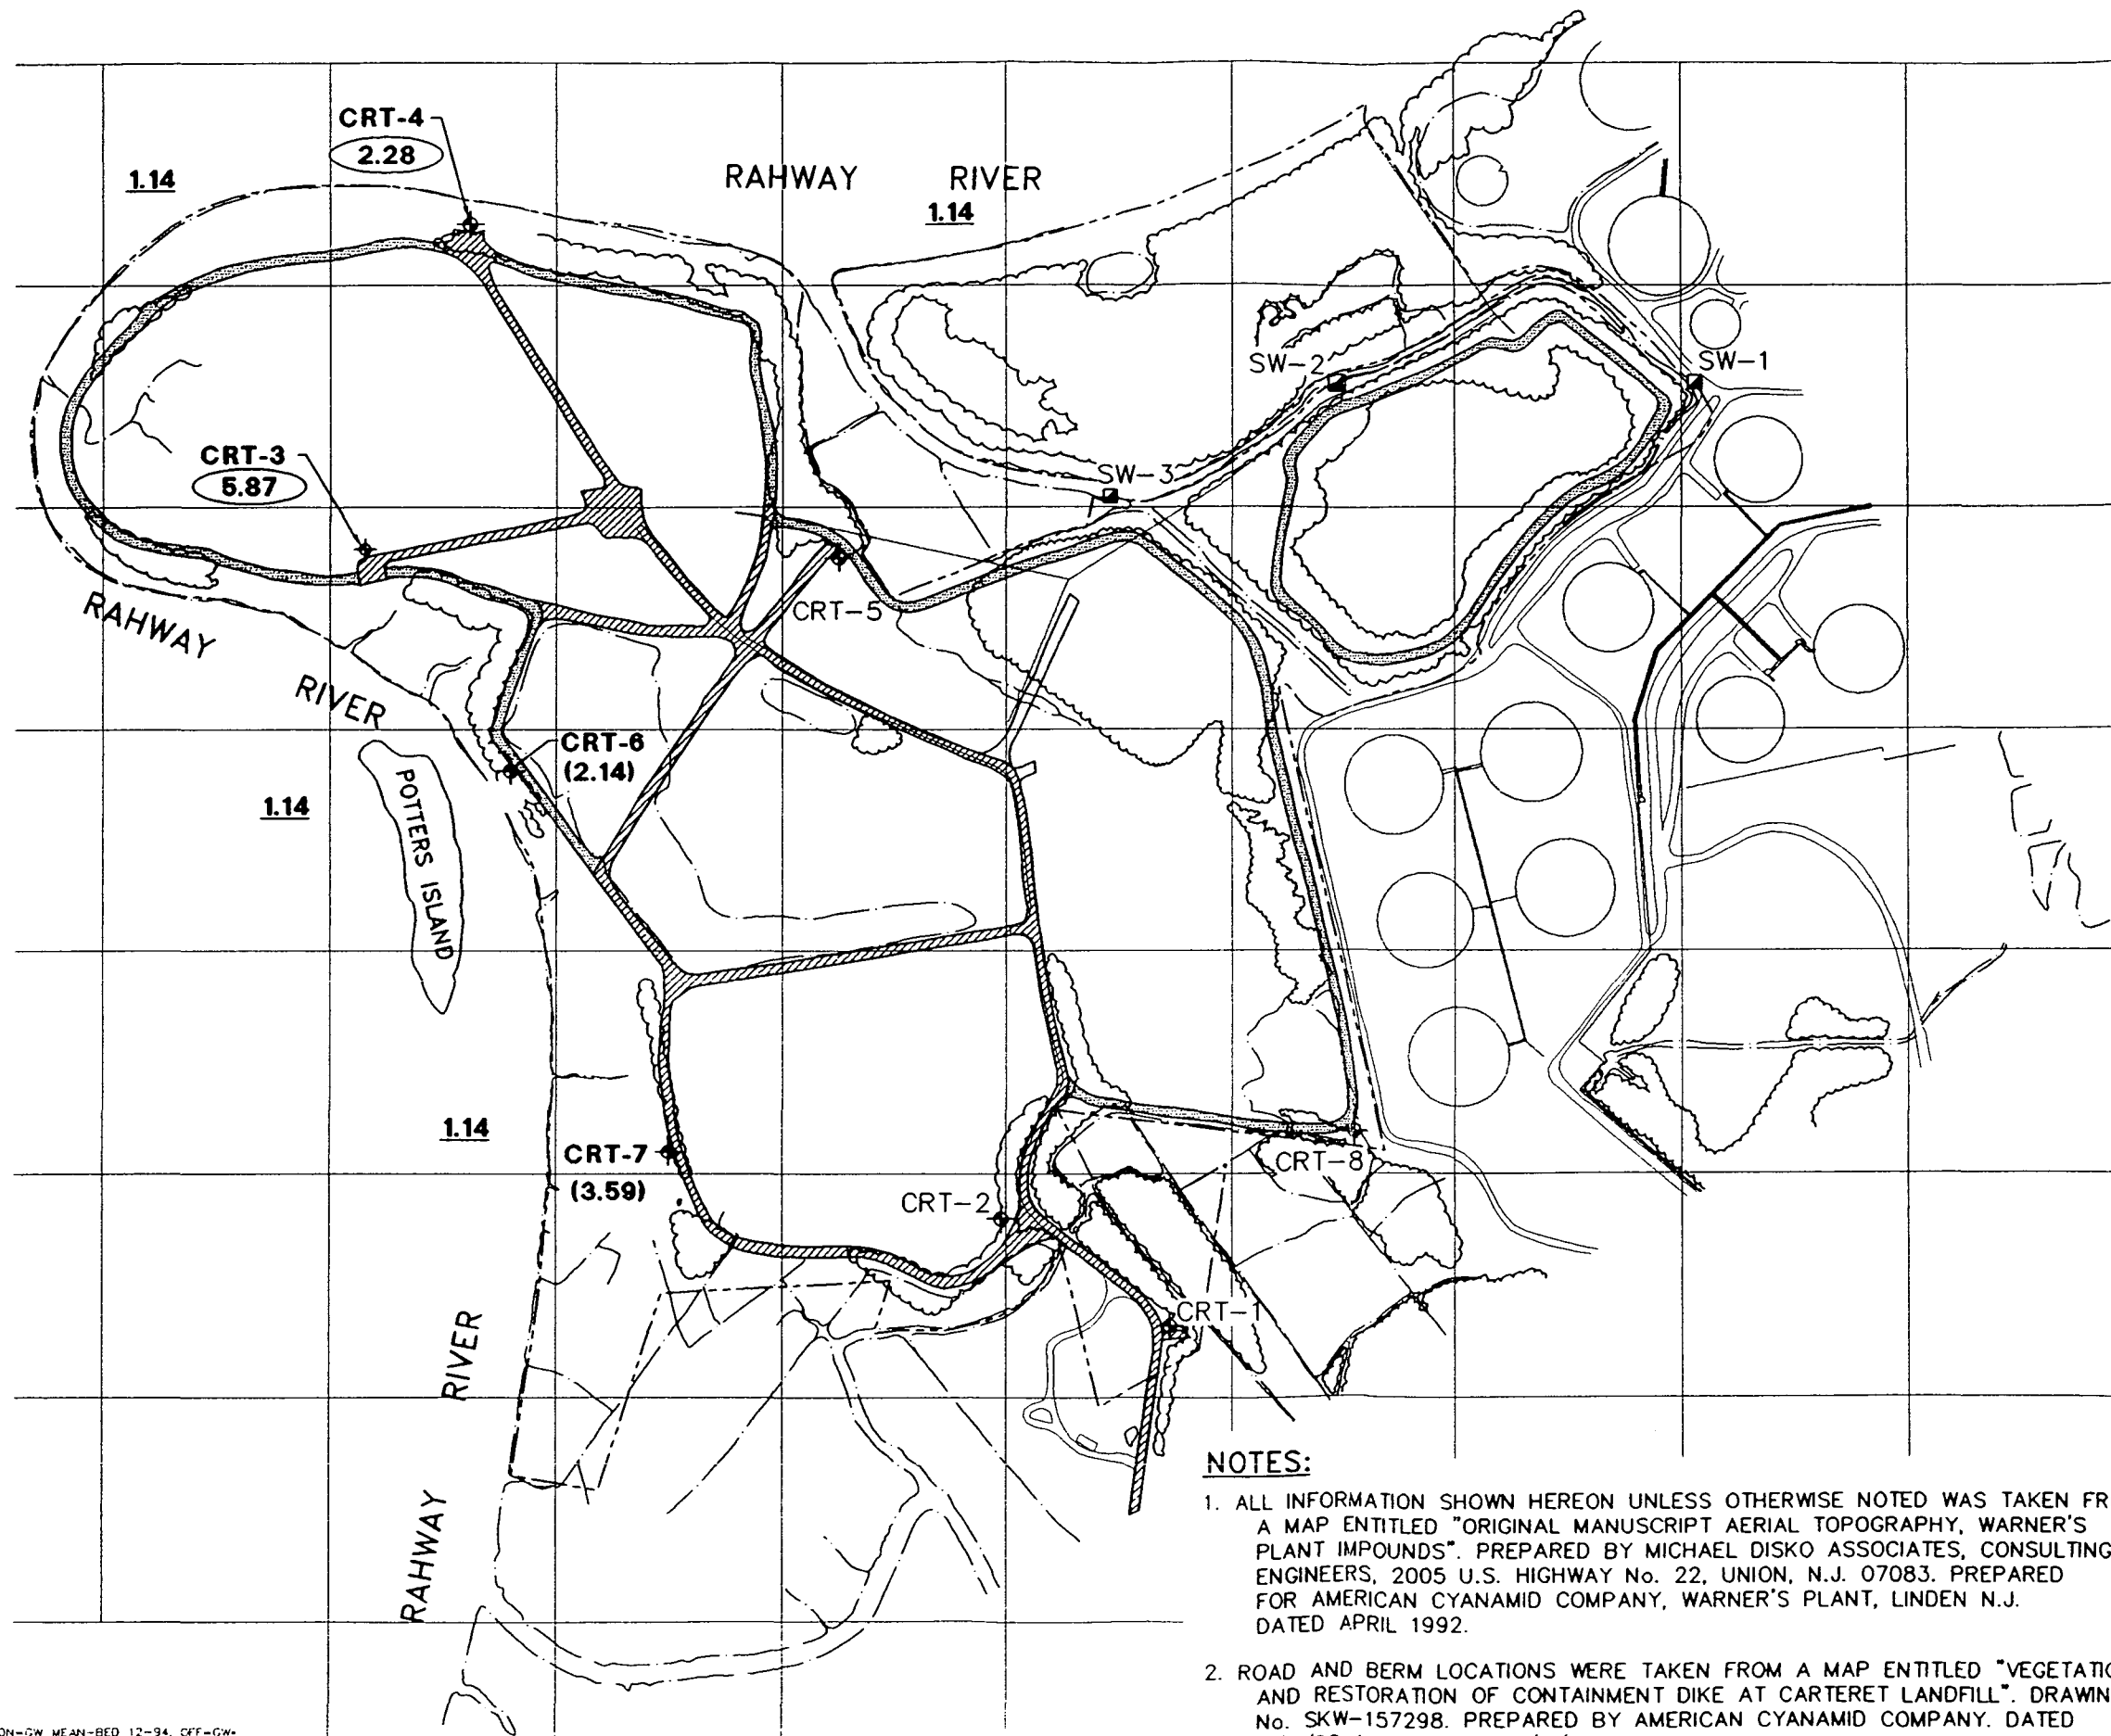 CRT-4
2.28
1.14
RAHWAY RIVER
1.14
SW-2
SW-1
CRT-3
5.87
SW-3
CRT-5
RAHWAY
RIVER
CRT-6
(2.14)
POTTERS ISLAND
1.14
1.14
CRT-7
(3.59)
CRT-8
CRT-2
CRT-1
RIVER
RAHWAY
NOTES:
1. ALL INFORMATION SHOWN HEREON UNLESS OTHERWISE NOTED WAS TAKEN FR
A MAP ENTITLED "ORIGINAL MANUSCRIPT AERIAL TOPOGRAPHY, WARNER'S
PLANT IMPOUNDS". PREPARED BY MICHAEL DISKO ASSOCIATES, CONSULTING
ENGINEERS, 2005 U.S. HIGHWAY No. 22, UNION, N.J. 07083. PREPARED
FOR AMERICAN CYANAMID COMPANY, WARNER'S PLANT, LINDEN N.J.
DATED APRIL 1992.
2. ROAD AND BERM LOCATIONS WERE TAKEN FROM A MAP ENTITLED "VEGETATIO
AND RESTORATION OF CONTAINMENT DIKE AT CARTERET LANDFILL". DRAWIN
No. SKW-157298. PREPARED BY AMERICAN CYANAMID COMPANY. DATED